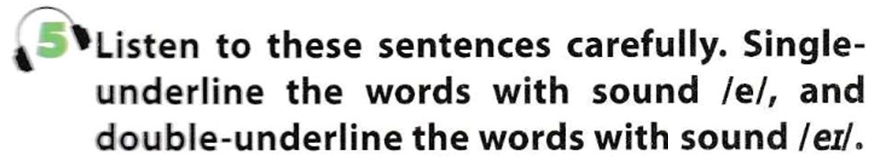 5 Listen to these sentences carefully. Single-
underline the words with sound /e/, and
double-underline the words with sound /eɪ/.